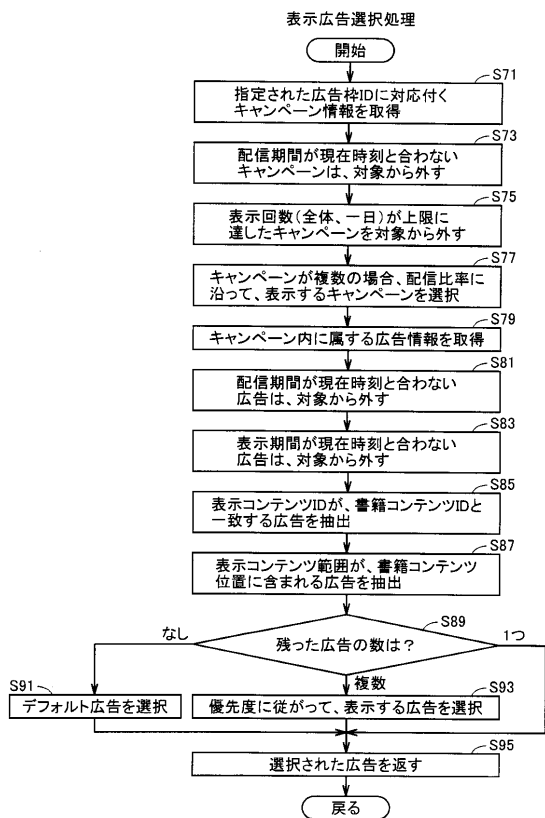 表示広告選択処理
開始
S71
指定された広告枠IDに対応付く
キャンペーン情報を取得
S73
配信期間が現在時刻と合わない
キャンペーンは、対象から外す
S75
表示回数(全体、一日)が上限に
達したキャンペーンを対象から外す
S77
キャンペーンが複数の場合、配信比率に
沿って、表示するキャンペーンを選択
S79
キャンペーン内に属する広告情報を取得
S81
配信期間が現在時刻と合わない
広告は、対象から外す
S83
表示期間が現在時刻と合わない
広告は、対象から外す
S85
表示コンテンツIDが、書籍コンテンツIDと
一致する広告を抽出
S87
表示コンテンツ範囲が、書籍コンテンツ
位置に含まれる広告を抽出
S89
なし
残った広告の数は?
1つ
複数
S91
デフォルト広告を選択
S93
優先度に従がって、表示する広告を選択
S95
選択された広告を返す
戻る